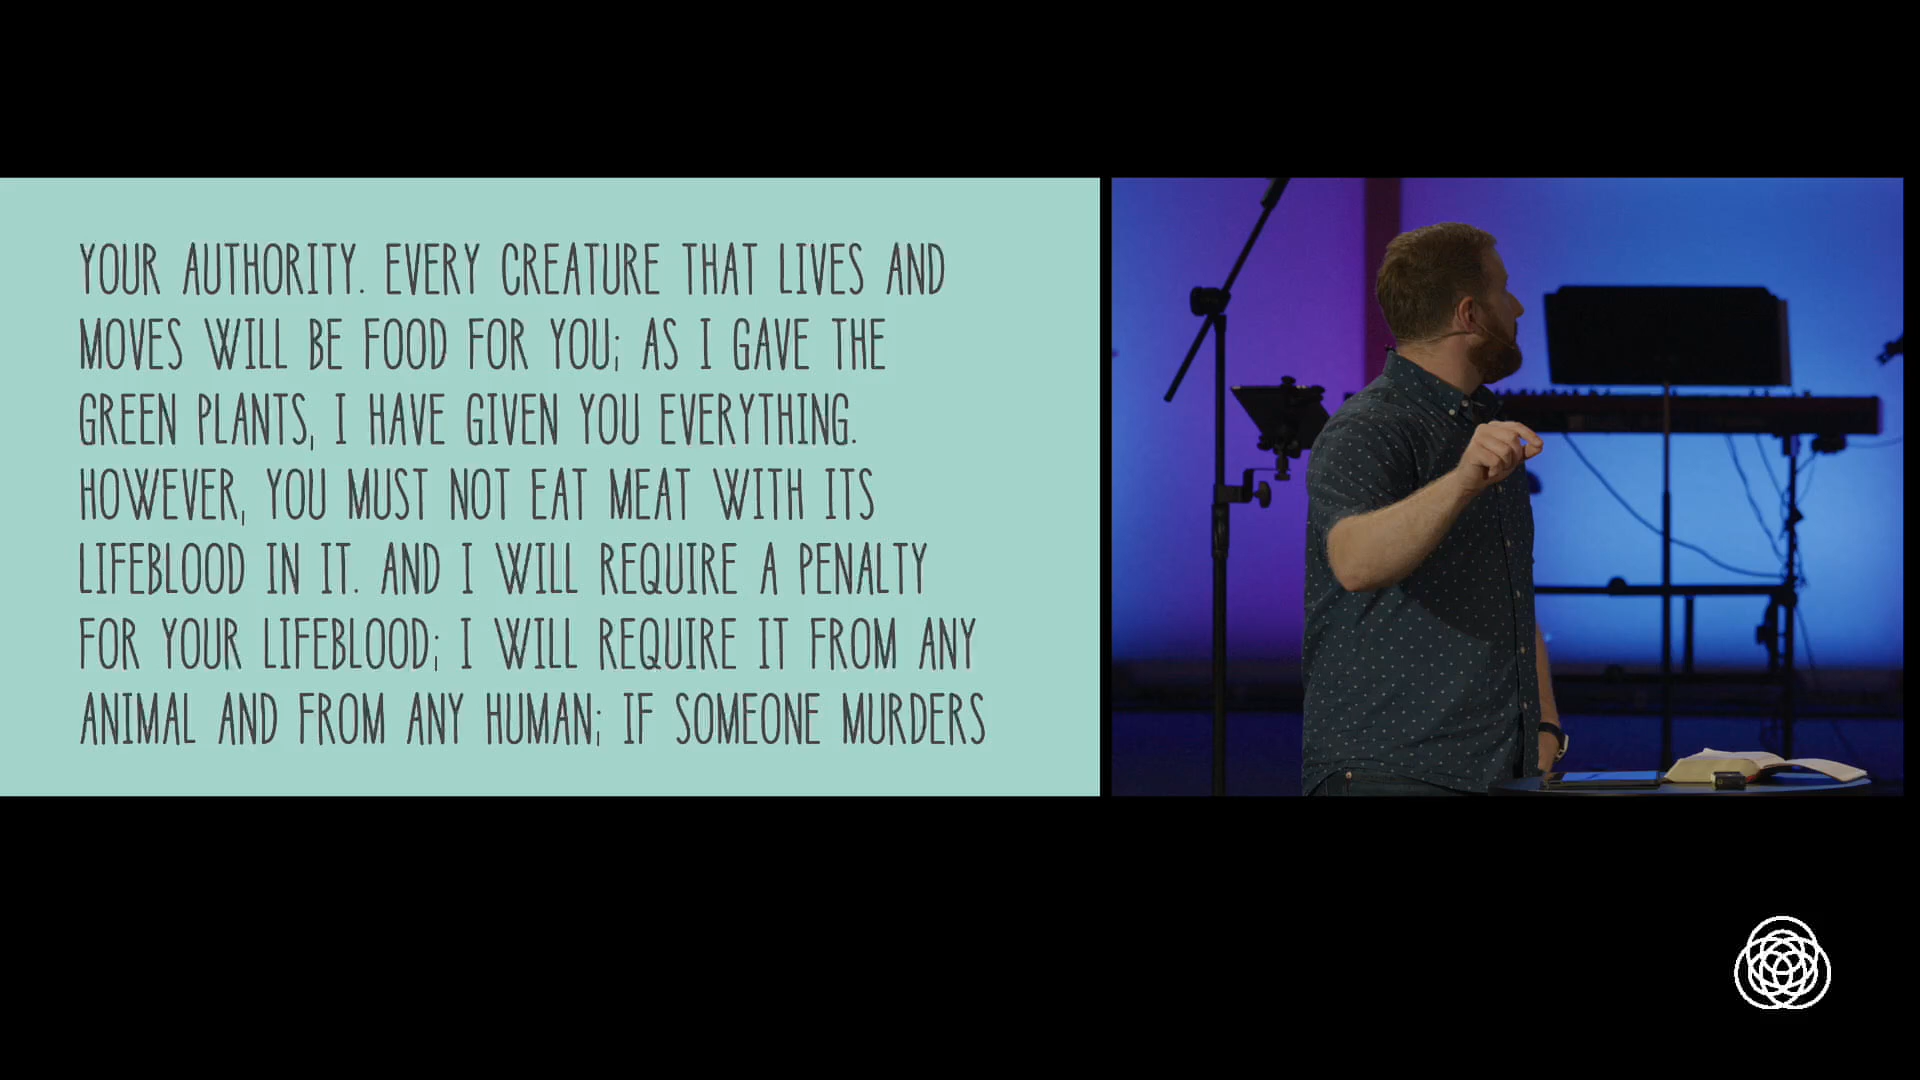 YOUR AUTHORITY. EVERY CREATURE THAT LIVES AND
MOVES WILL BE FOOD FOR YOU; AS I GAVE THE
GREEN PLANTS, I HAVE GIVEN YOU EVERYTHING.
HOWEVER, YOU MUST NOT EAT MEAT WITH ITS
LIFEBLOOD IN IT. AND I WILL REQUIRE A PENALTY
FOR YOUR LIFEBLOOD; I WILL REQUIRE IT FROM ANY
ANIMAL AND FROM ANY HUMAN; IF SOMEONE MURDERS